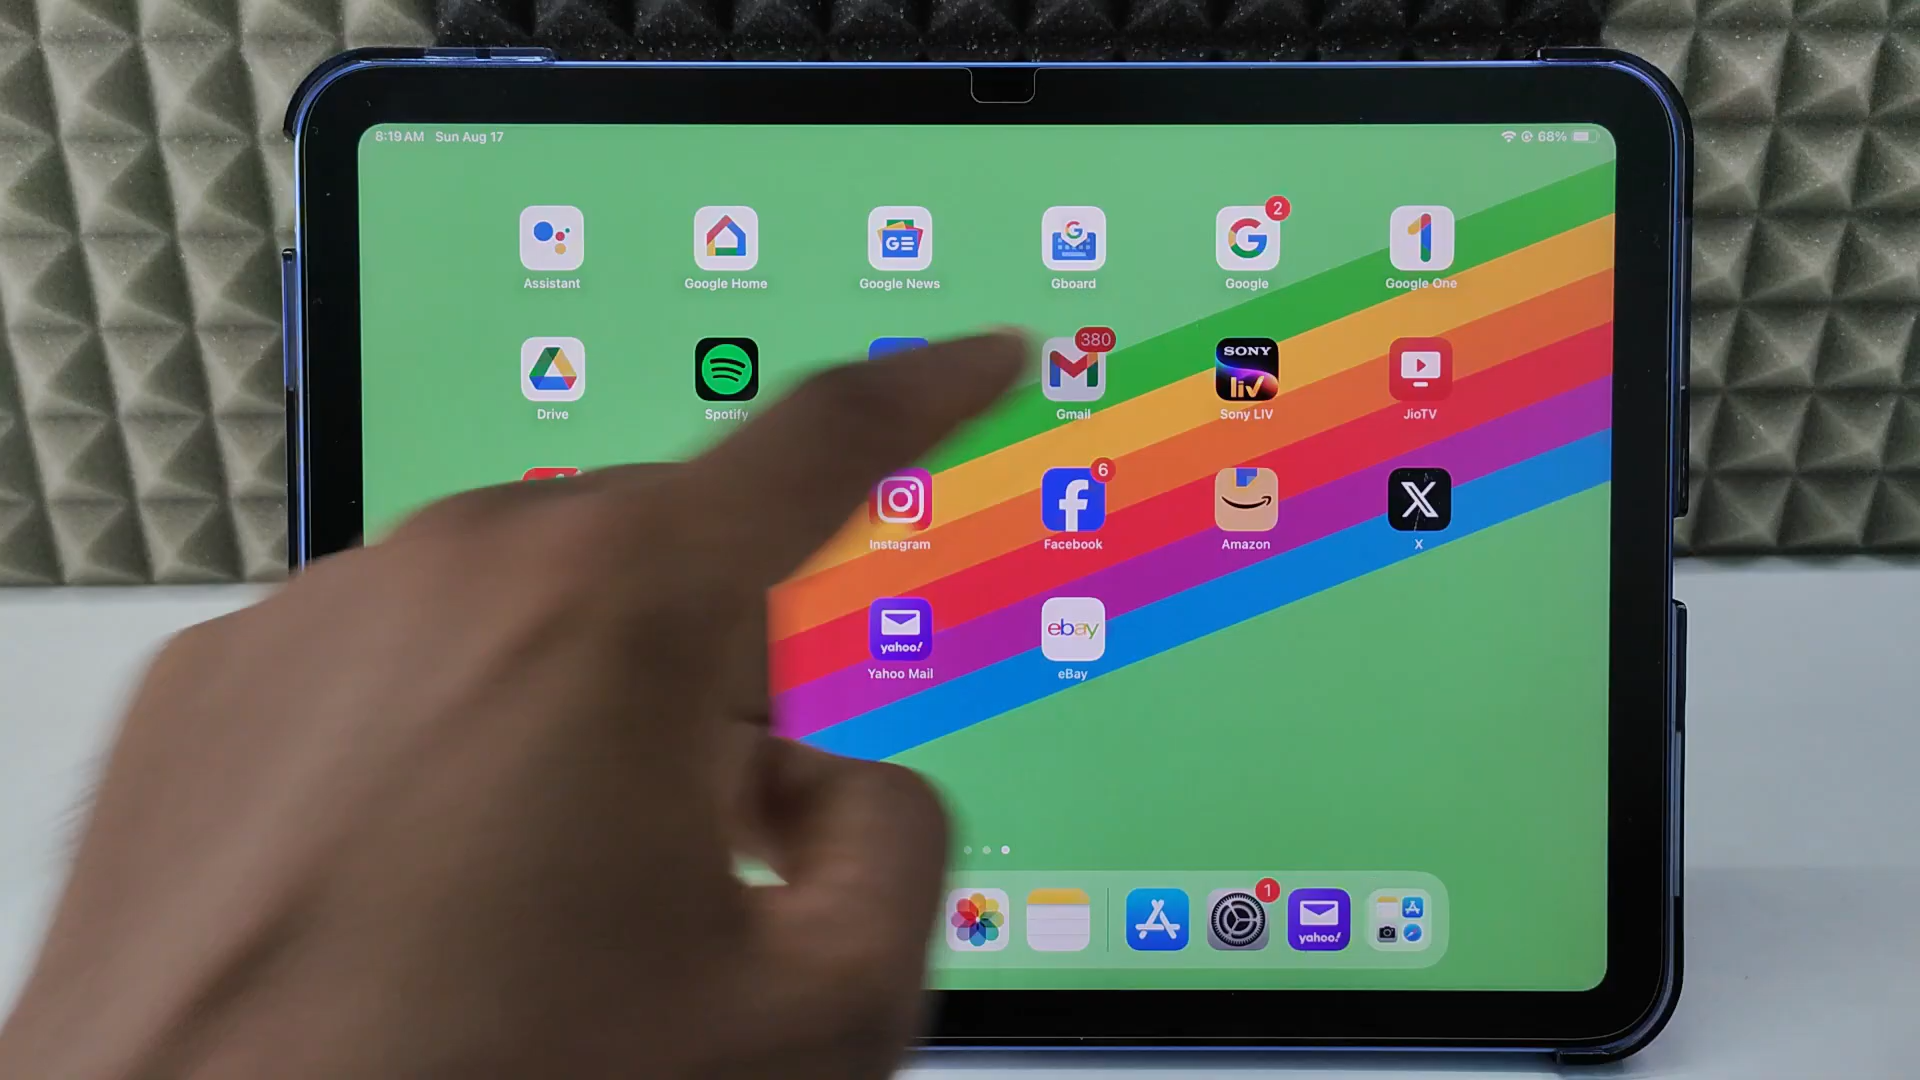 8:19 AM Sun Aug 17
68%
2
Assistant
Google Home
Google News
Gboard
Google
Google One
380
SONY
liv
Drive
Spotify
Gmail
Sony LIV
JioTV
6
Instagram
Facebook
Amazon
X
yahoo!
ebay
Yahoo Mail
eBay
1
yahoo!